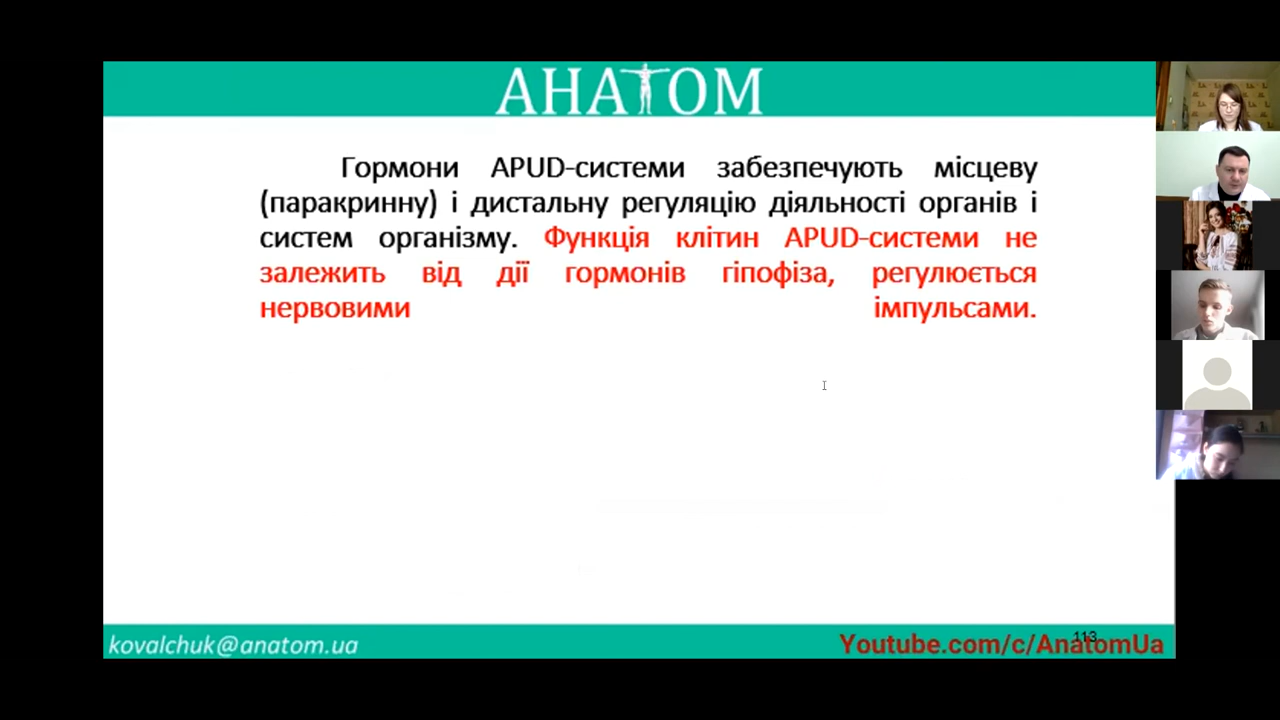 АНАТОМ
Гормони APUD-системи забезпечують місцеву
(паракринну) і дистальну регуляцію діяльності органів і
систем організму. Функція клітин APUD-системи не
залежить від дії гормонів гіпофіза, регулюється
нервовими імпульсами.
kovalchuk@anatom.ua
Youtube.com/c/AnatomUa
113